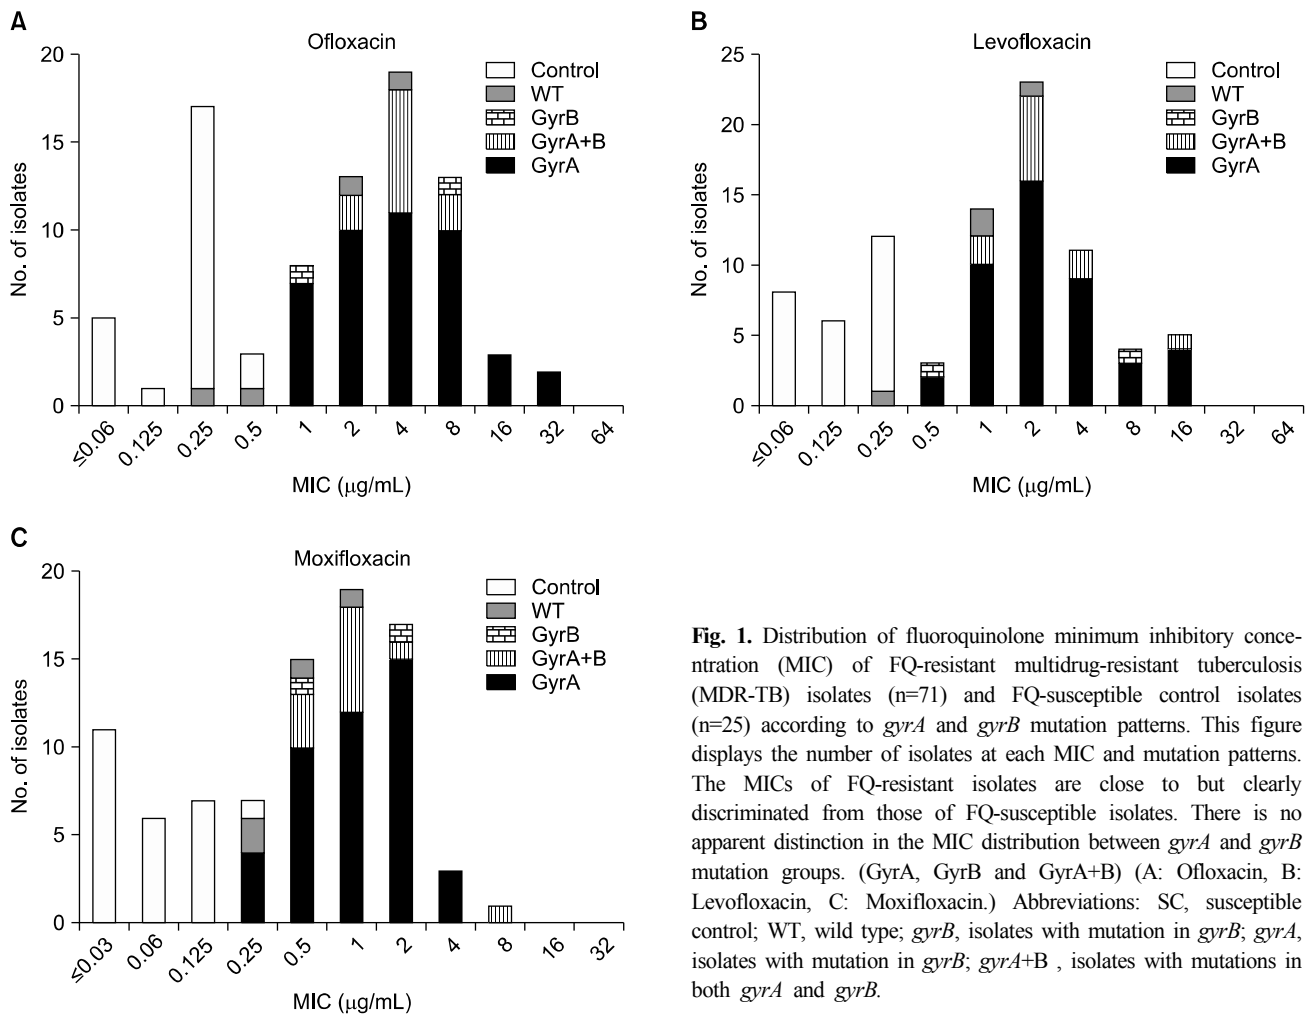 A
Ofloxacin
20
15
10
5
0
No. of isolates
Control
WT
GyrB
GyrA+B
GyrA
≤0.06
0.125
0.25
0.5
1
2
4
8
16
32
64
MIC (μg/mL)
B
Levofloxacin
25
20
15
10
5
0
No. of isolates
Control
WT
GyrB
GyrA+B
GyrA
≤0.06
0.125
0.25
0.5
1
2
4
8
16
32
64
MIC (μg/mL)
C
Moxifloxacin
20
15
10
5
0
No. of isolates
Control
WT
GyrB
GyrA+B
GyrA
≤0.03
0.06
0.125
0.25
0.5
1
2
4
8
16
32
MIC (μg/mL)
Fig. 1. Distribution of fluoroquinolone minimum inhibitory conce-
ntration (MIC) of FQ-resistant multidrug-resistant tuberculosis
(MDR-TB) isolates (n=71) and FQ-susceptible control isolates
(n=25) according to gyrA and gyrB mutation patterns. This figure
displays the number of isolates at each MIC and mutation patterns.
The MICs of FQ-resistant isolates are close to but clearly
discriminated from those of FQ-susceptible isolates. There is no
apparent distinction in the MIC distribution between gyrA and gyrB
mutation groups. (GyrA, GyrB and GyrA+B) (A: Ofloxacin, B:
Levofloxacin, C: Moxifloxacin.) Abbreviations: SC, susceptible
control; WT, wild type; gyrB, isolates with mutation in gyrB; gyrA,
isolates with mutation in gyrB; gyrA+B , isolates with mutations in
both gyrA and gyrB.